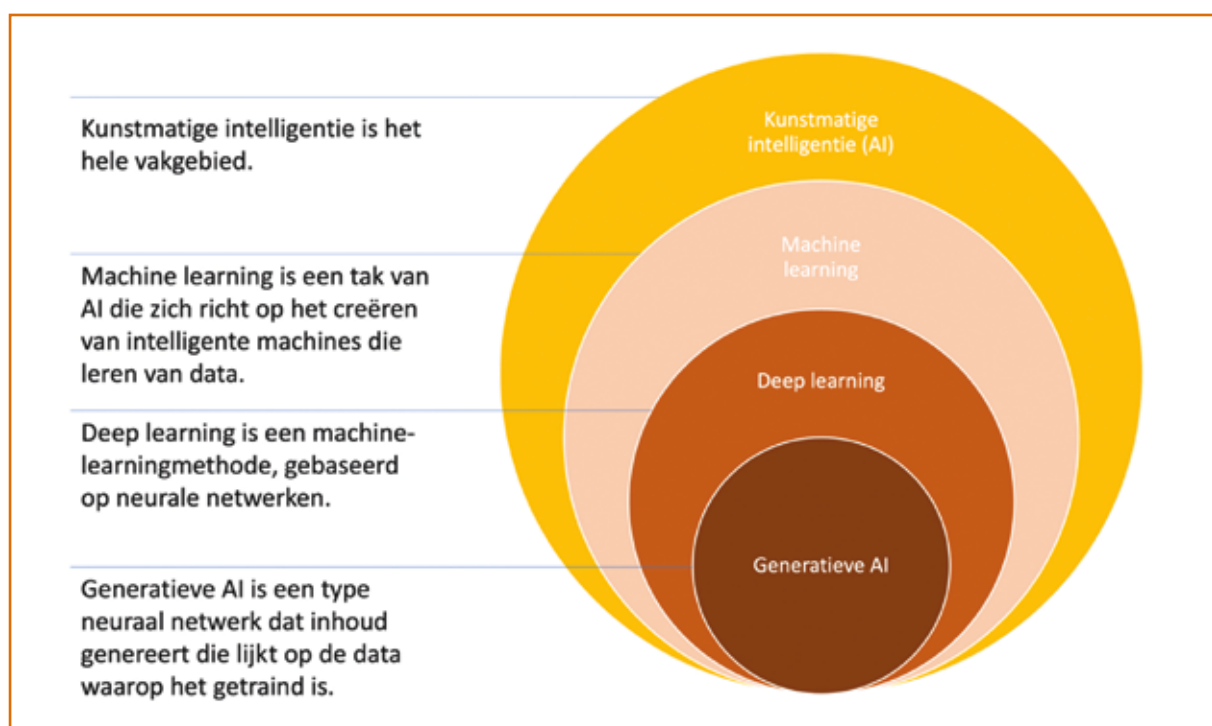 Kunstmatige intelligentie is het
hele vakgebied.
Machine learning is een tak van
AI die zich richt op het creëren
van intelligente machines die
leren van data.
Deep learning is een machine-
learningmethode, gebaseerd
op neurale netwerken.
Generatieve AI is een type
neuraal netwerk dat inhoud
genereert die lijkt op de data
waarop het getraind is.
Kunstmatige
intelligentie (AI)
Machine
learning
Deep learning
Generatieve AI